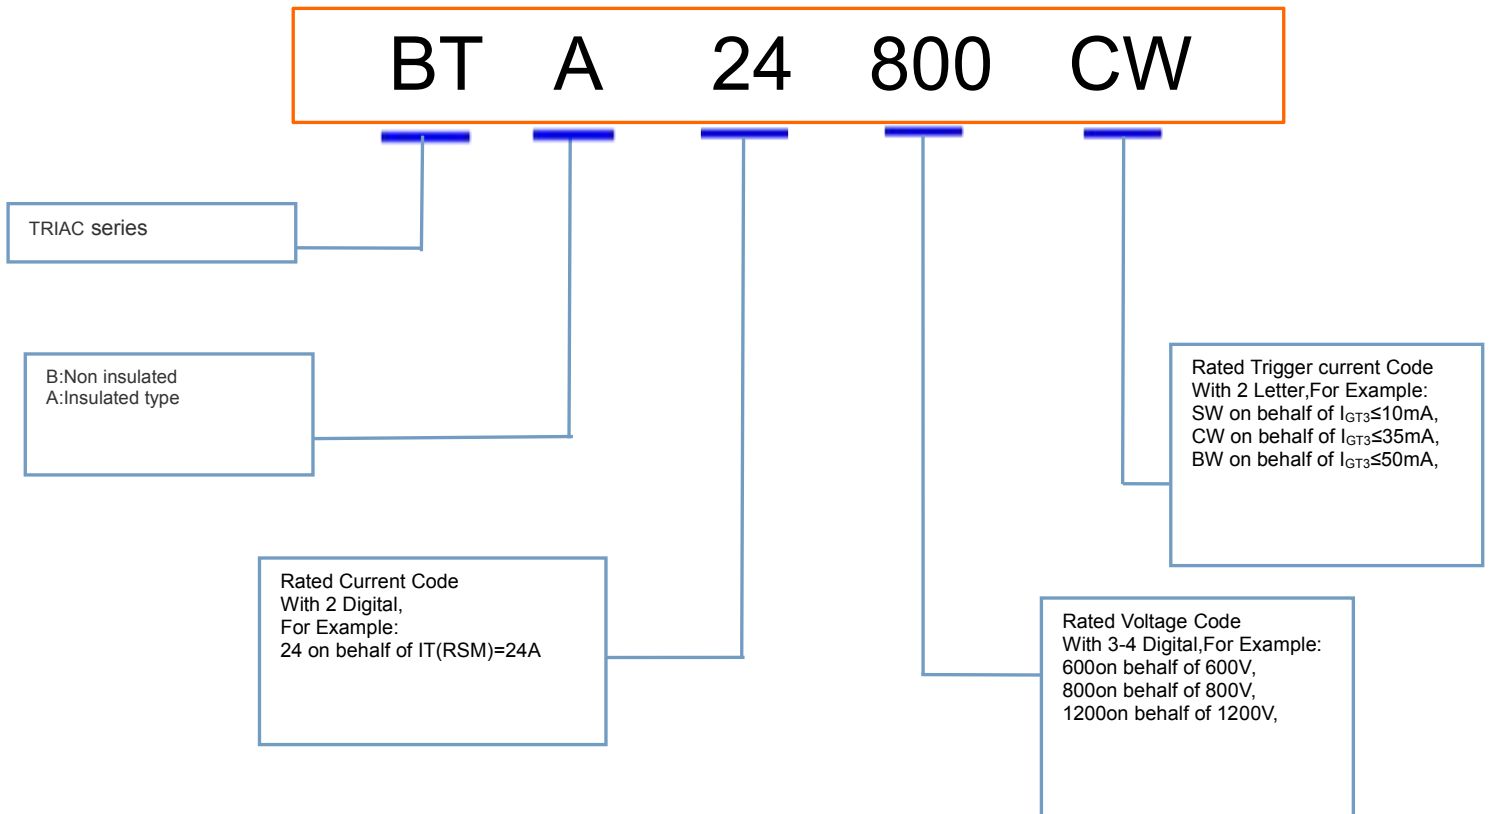 BT A 24 800 CW
TRIAC series
B:Non insulated
A:Insulated type
Rated Trigger current Code
With 2 Letter,For Example:
SW on behalf of IGT3≤10mA,
CW on behalf of IGT3≤35mA,
BW on behalf of IGT3≤50mA,
Rated Current Code
With 2 Digital,
For Example:
24 on behalf of IT(RSM)=24A
Rated Voltage Code
With 3-4 Digital,For Example:
600on behalf of 600V,
800on behalf of 800V,
1200on behalf of 1200V,